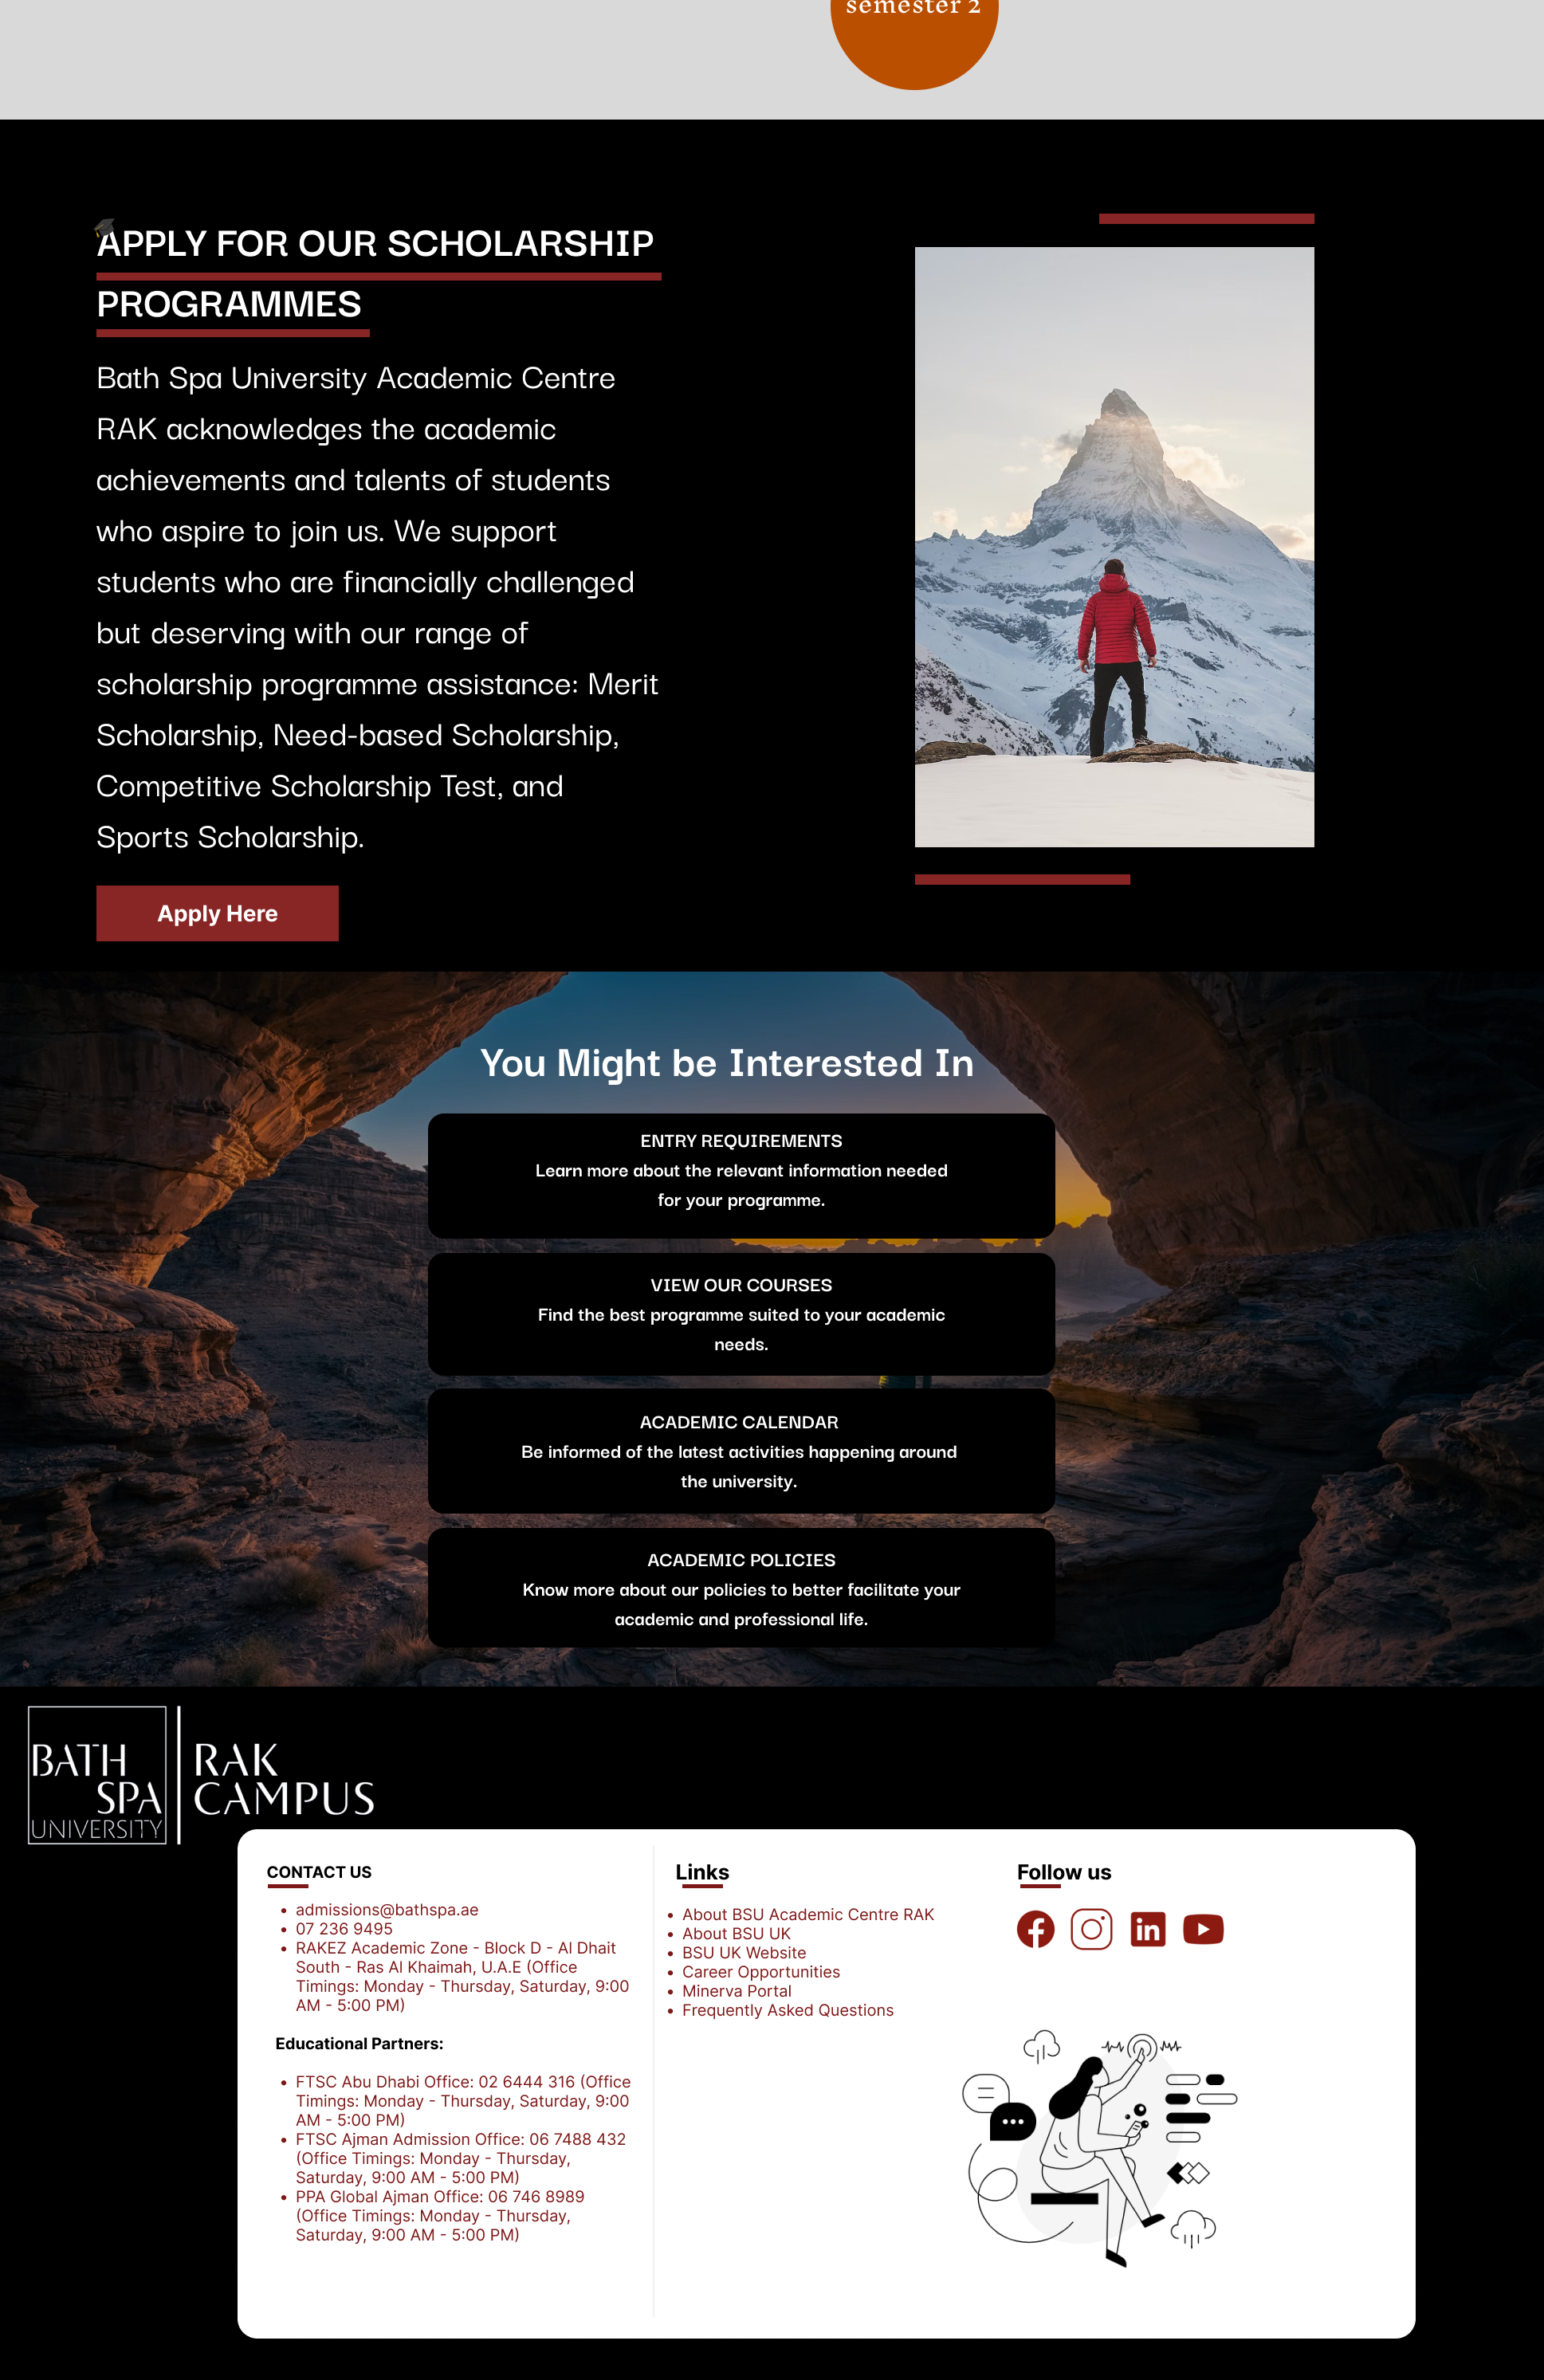 semester 2
APPLY FOR OUR SCHOLARSHIP
PROGRAMMES
Bath Spa University Academic Centre
RAK acknowledges the academic
achievements and talents of students
who aspire to join us. We support
students who are financially challenged
but deserving with our range of
scholarship programme assistance: Merit
Scholarship, Need-based Scholarship,
Competitive Scholarship Test, and
Sports Scholarship.
Apply Here
You Might be Interested In
ENTRY REQUIREMENTS
Learn more about the relevant information needed
for your programme.
VIEW OUR COURSES
Find the best programme suited to your academic
needs.
ACADEMIC CALENDAR
Be informed of the latest activities happening around
the university.
ACADEMIC POLICIES
Know more about our policies to better facilitate your
academic and professional life.
BATH
SPA
UNIVERSITY
RAK
CAMPUS
CONTACT US
• admissions@bathspa.ae
• 07 236 9495
• RAKEZ Academic Zone - Block D - Al Dhait
South - Ras Al Khaimah, U.A.E (Office
Timings: Monday - Thursday, Saturday, 9:00
AM - 5:00 PM)
Educational Partners:
• FTSC Abu Dhabi Office: 02 6444 316 (Office
Timings: Monday - Thursday, Saturday, 9:00
AM - 5:00 PM)
• FTSC Ajman Admission Office: 06 7488 432
(Office Timings: Monday - Thursday,
Saturday, 9:00 AM - 5:00 PM)
• PPA Global Ajman Office: 06 746 8989
(Office Timings: Monday - Thursday,
Saturday, 9:00 AM - 5:00 PM)
Links
• About BSU Academic Centre RAK
• About BSU UK
• BSU UK Website
• Career Opportunities
• Minerva Portal
• Frequently Asked Questions
Follow us